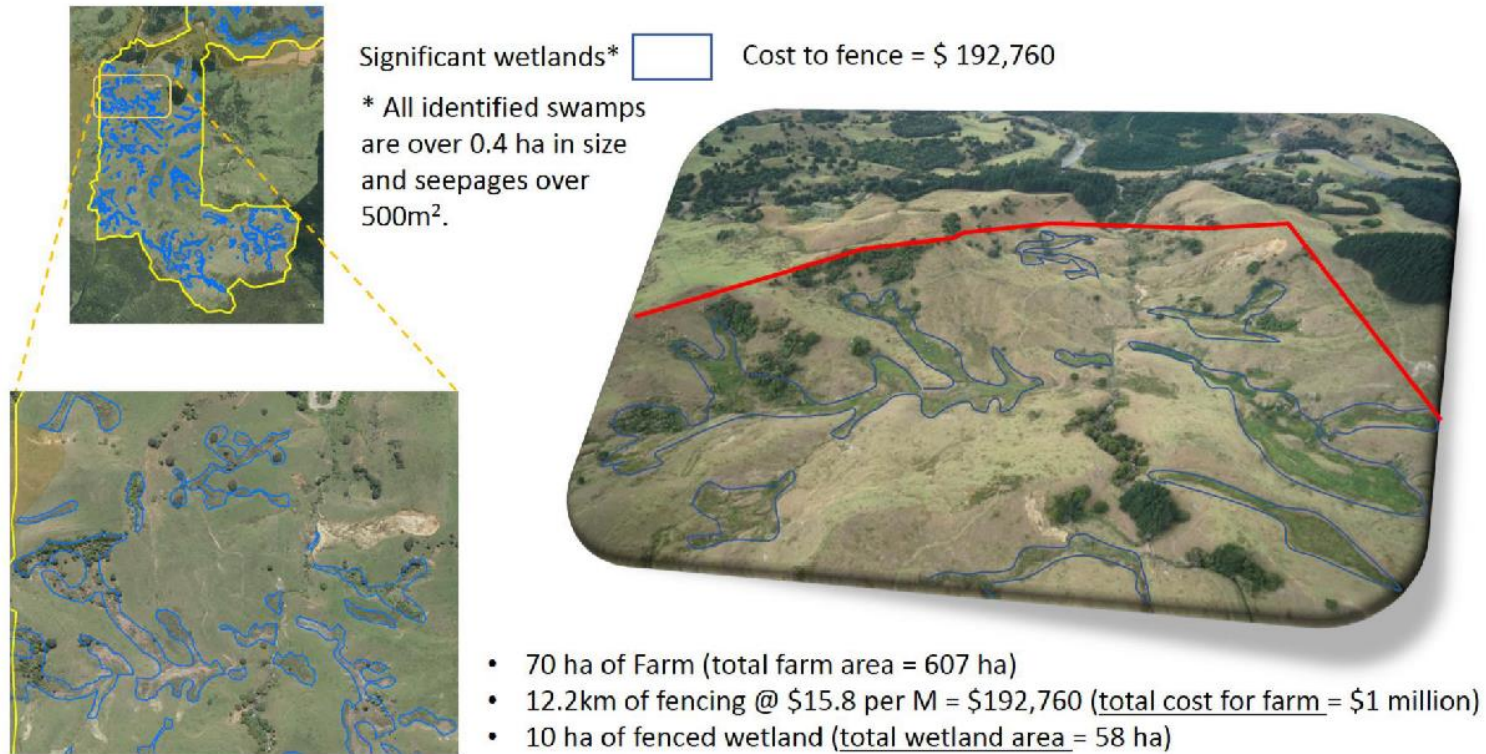 Significant wetlands*
Cost to fence = $ 192,760
* All identified swamps
are over 0.4 ha in size
and seepages over
500m².
• 70 ha of Farm (total farm area = 607 ha)
• 12.2km of fencing @ $15.8 per M = $192,760 (total cost for farm = $1 million)
• 10 ha of fenced wetland (total wetland area = 58 ha)